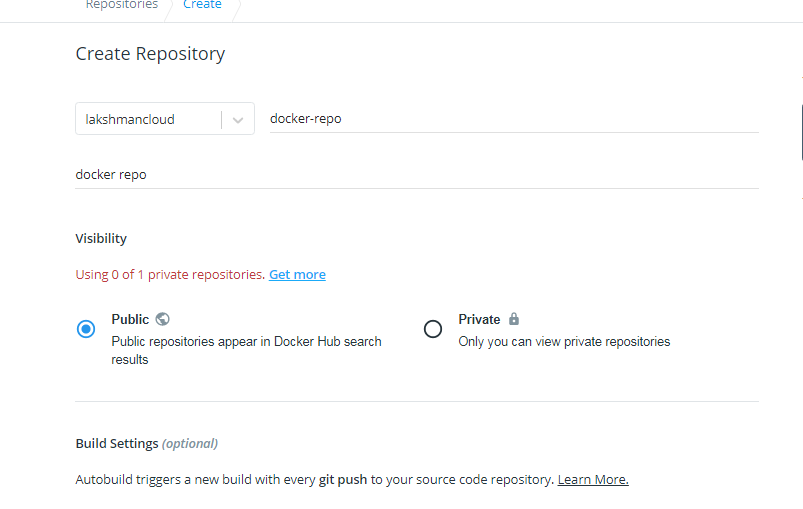 Repositories Create
Create Repository
lakshmancloud docker-repo
docker repo
Visibility
Using 0 of 1 private repositories. Get more
Public Private
Public repositories appear in Docker Hub search Only you can view private repositories
results
Build Settings (optional)
Autobuild triggers a new build with every git push to your source code repository. Learn More.